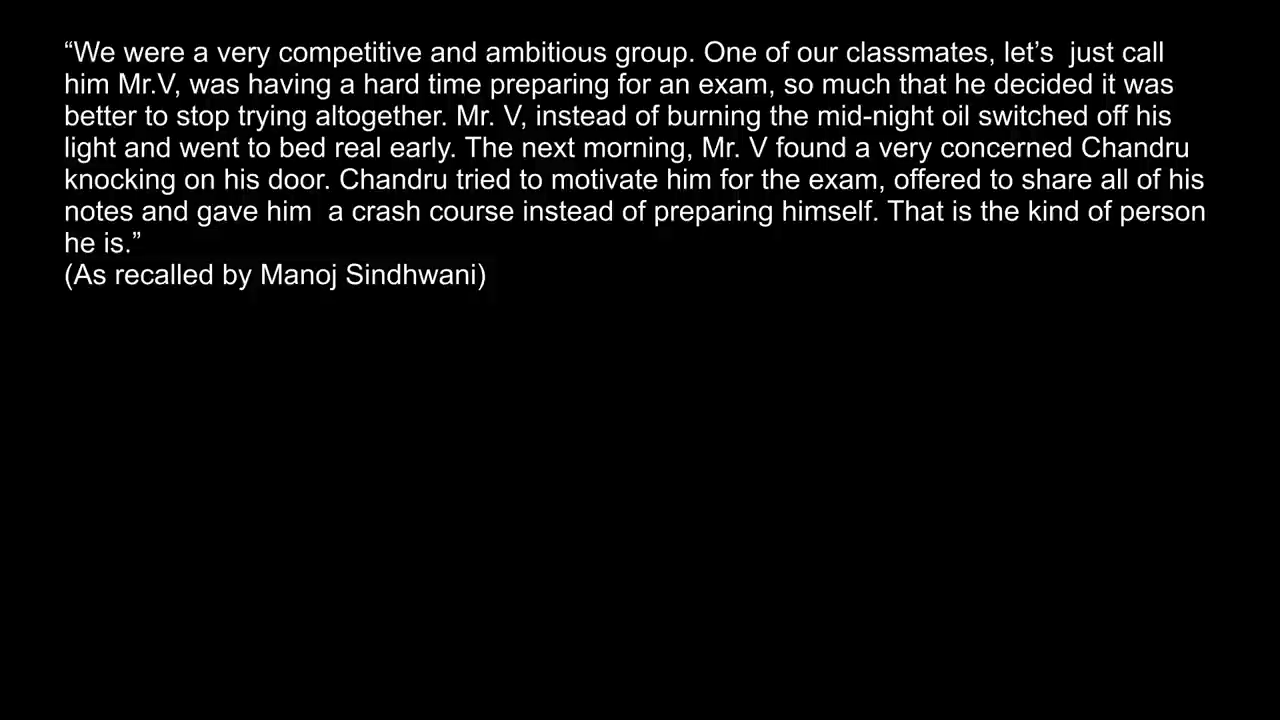 “We were a very competitive and ambitious group. One of our classmates, let’s  just call
him Mr.V, was having a hard time preparing for an exam, so much that he decided it was
better to stop trying altogether. Mr. V, instead of burning the mid-night oil switched off his
light and went to bed real early. The next morning, Mr. V found a very concerned Chandru
knocking on his door. Chandru tried to motivate him for the exam, offered to share all of his
notes and gave him  a crash course instead of preparing himself. That is the kind of person
he is.”
(As recalled by Manoj Sindhwani)